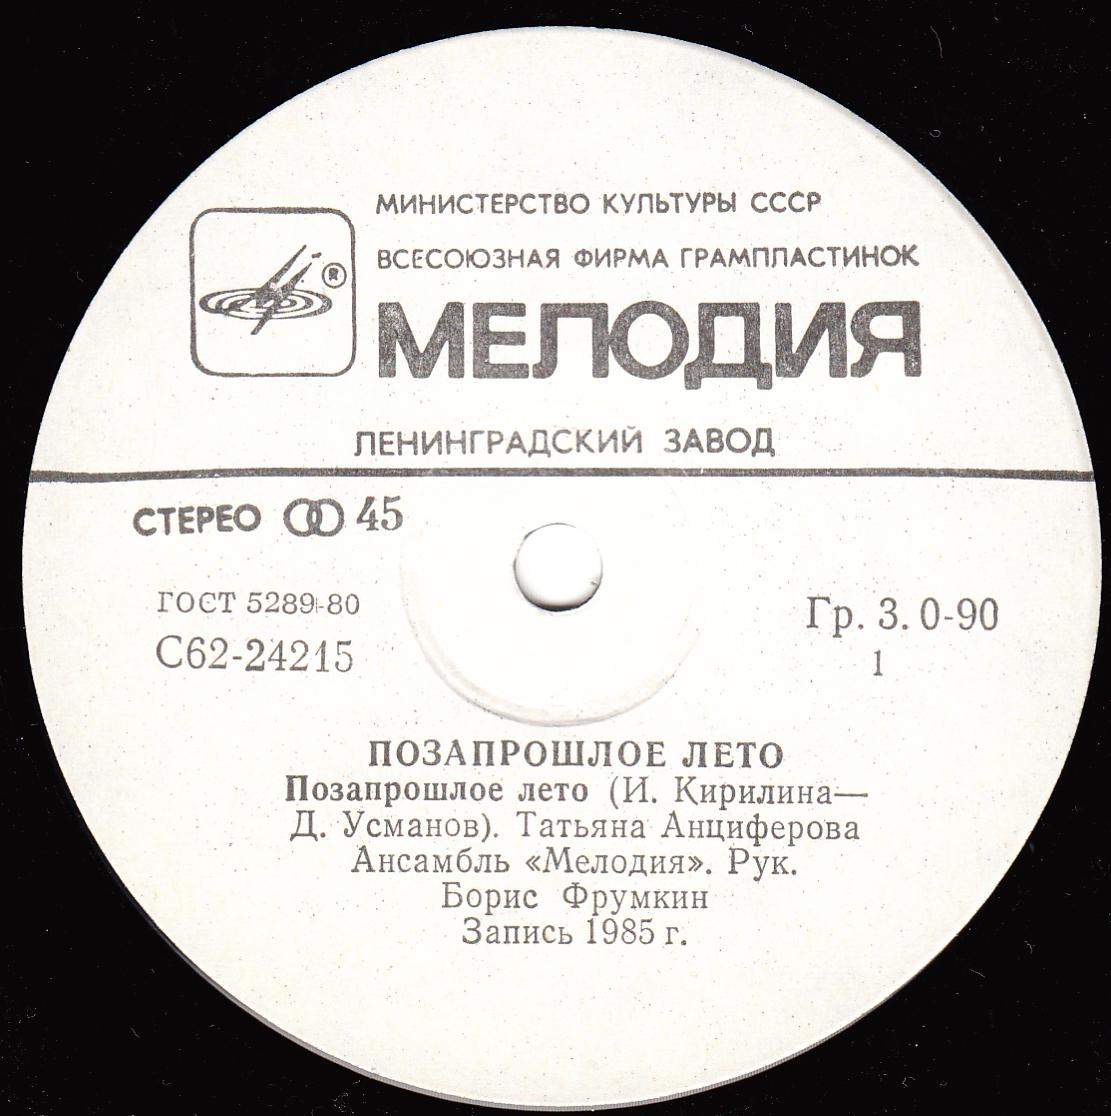 МИНИСТЕРСТВО КУЛЬТУРЫ СССР
ВСЕСОЮЗНАЯ ФИРМА ГРАМПЛАСТИНОК
®
МЕЛОДИЯ
ЛЕНИНГРАДСКИЙ ЗАВОД
СТЕРЕО 45
ГОСТ 5289-80
С62-24215
Гр. 3. 0-90
1
ПОЗАПРОШЛОЕ ЛЕТО
Позапрошлое лето (И. Кирилина—
Д. Усманов). Татьяна Анциферова
Ансамбль «Мелодия». Рук.
Борис Фрумкин
Запись 1985 г.